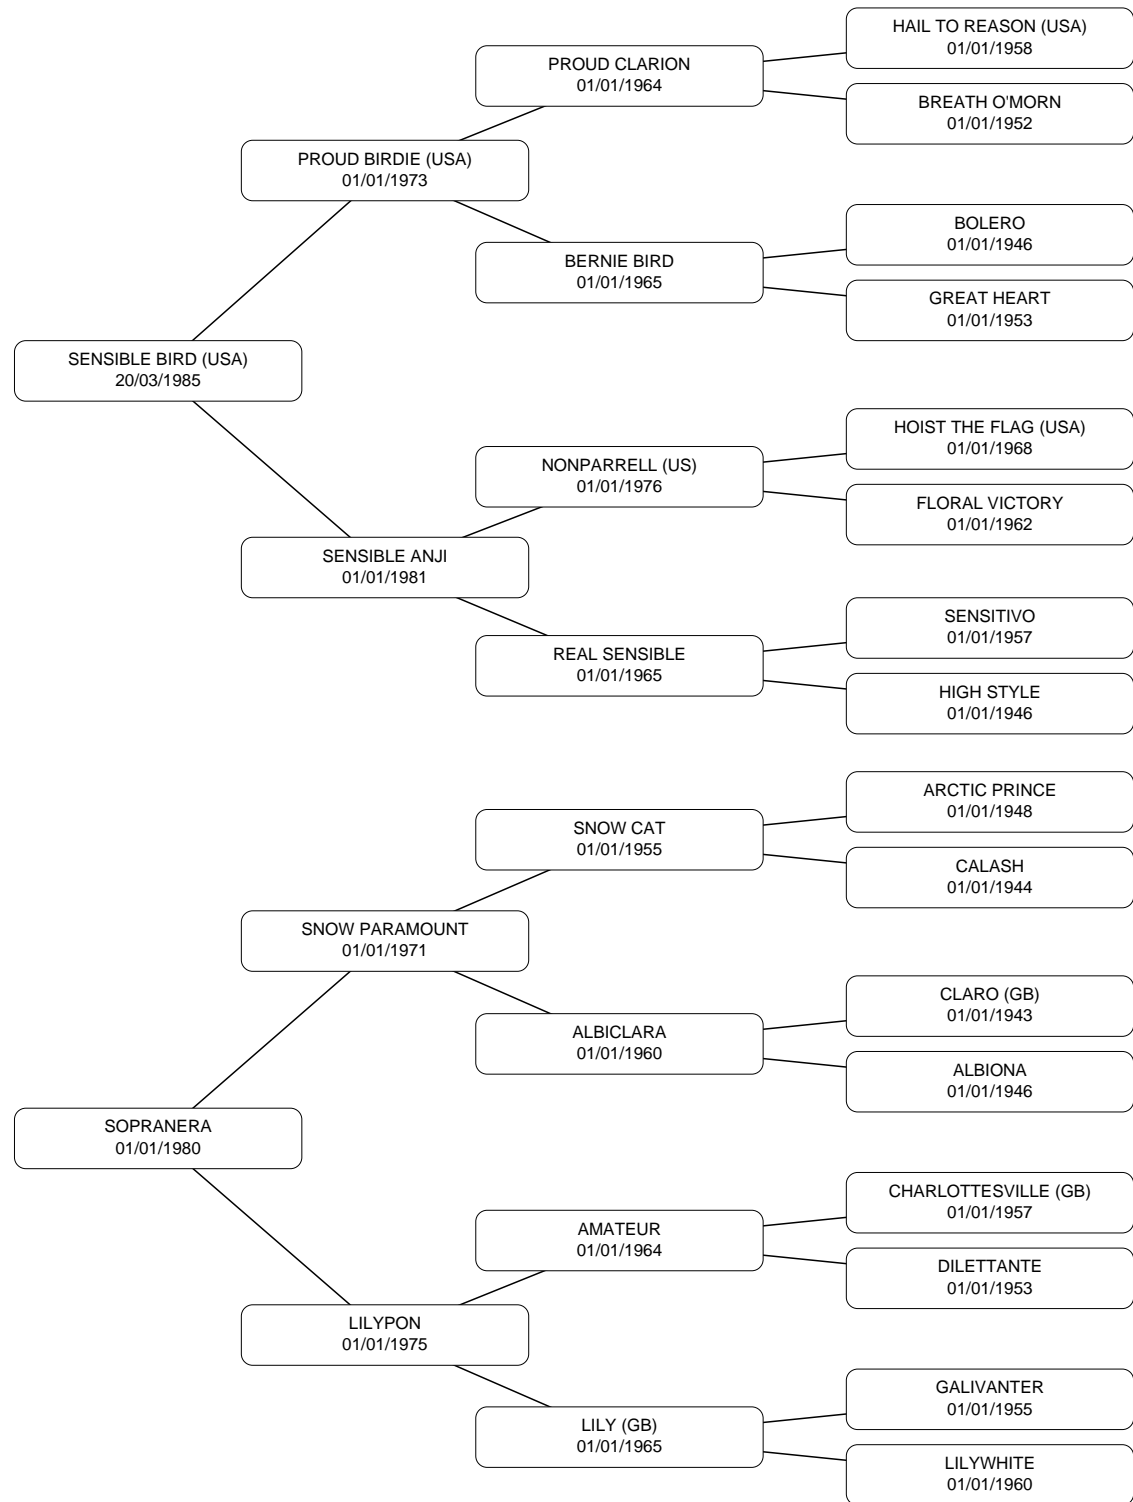 HAIL TO REASON (USA)
01/01/1958
PROUD CLARION
01/01/1964
BREATH O'MORN
01/01/1952
PROUD BIRDIE (USA)
01/01/1973
BOLERO
01/01/1946
BERNIE BIRD
01/01/1965
GREAT HEART
01/01/1953
SENSIBLE BIRD (USA)
20/03/1985
HOIST THE FLAG (USA)
01/01/1968
NONPARRELL (US)
01/01/1976
FLORAL VICTORY
01/01/1962
SENSIBLE ANJI
01/01/1981
SENSITIVO
01/01/1957
REAL SENSIBLE
01/01/1965
HIGH STYLE
01/01/1946
ARCTIC PRINCE
01/01/1948
SNOW CAT
01/01/1955
CALASH
01/01/1944
SNOW PARAMOUNT
01/01/1971
CLARO (GB)
01/01/1943
ALBICLARA
01/01/1960
ALBIONA
01/01/1946
SOPRANERA
01/01/1980
CHARLOTTESVILLE (GB)
01/01/1957
AMATEUR
01/01/1964
DILETTANTE
01/01/1953
LILYPON
01/01/1975
GALIVANTER
01/01/1955
LILY (GB)
01/01/1965
LILYWHITE
01/01/1960